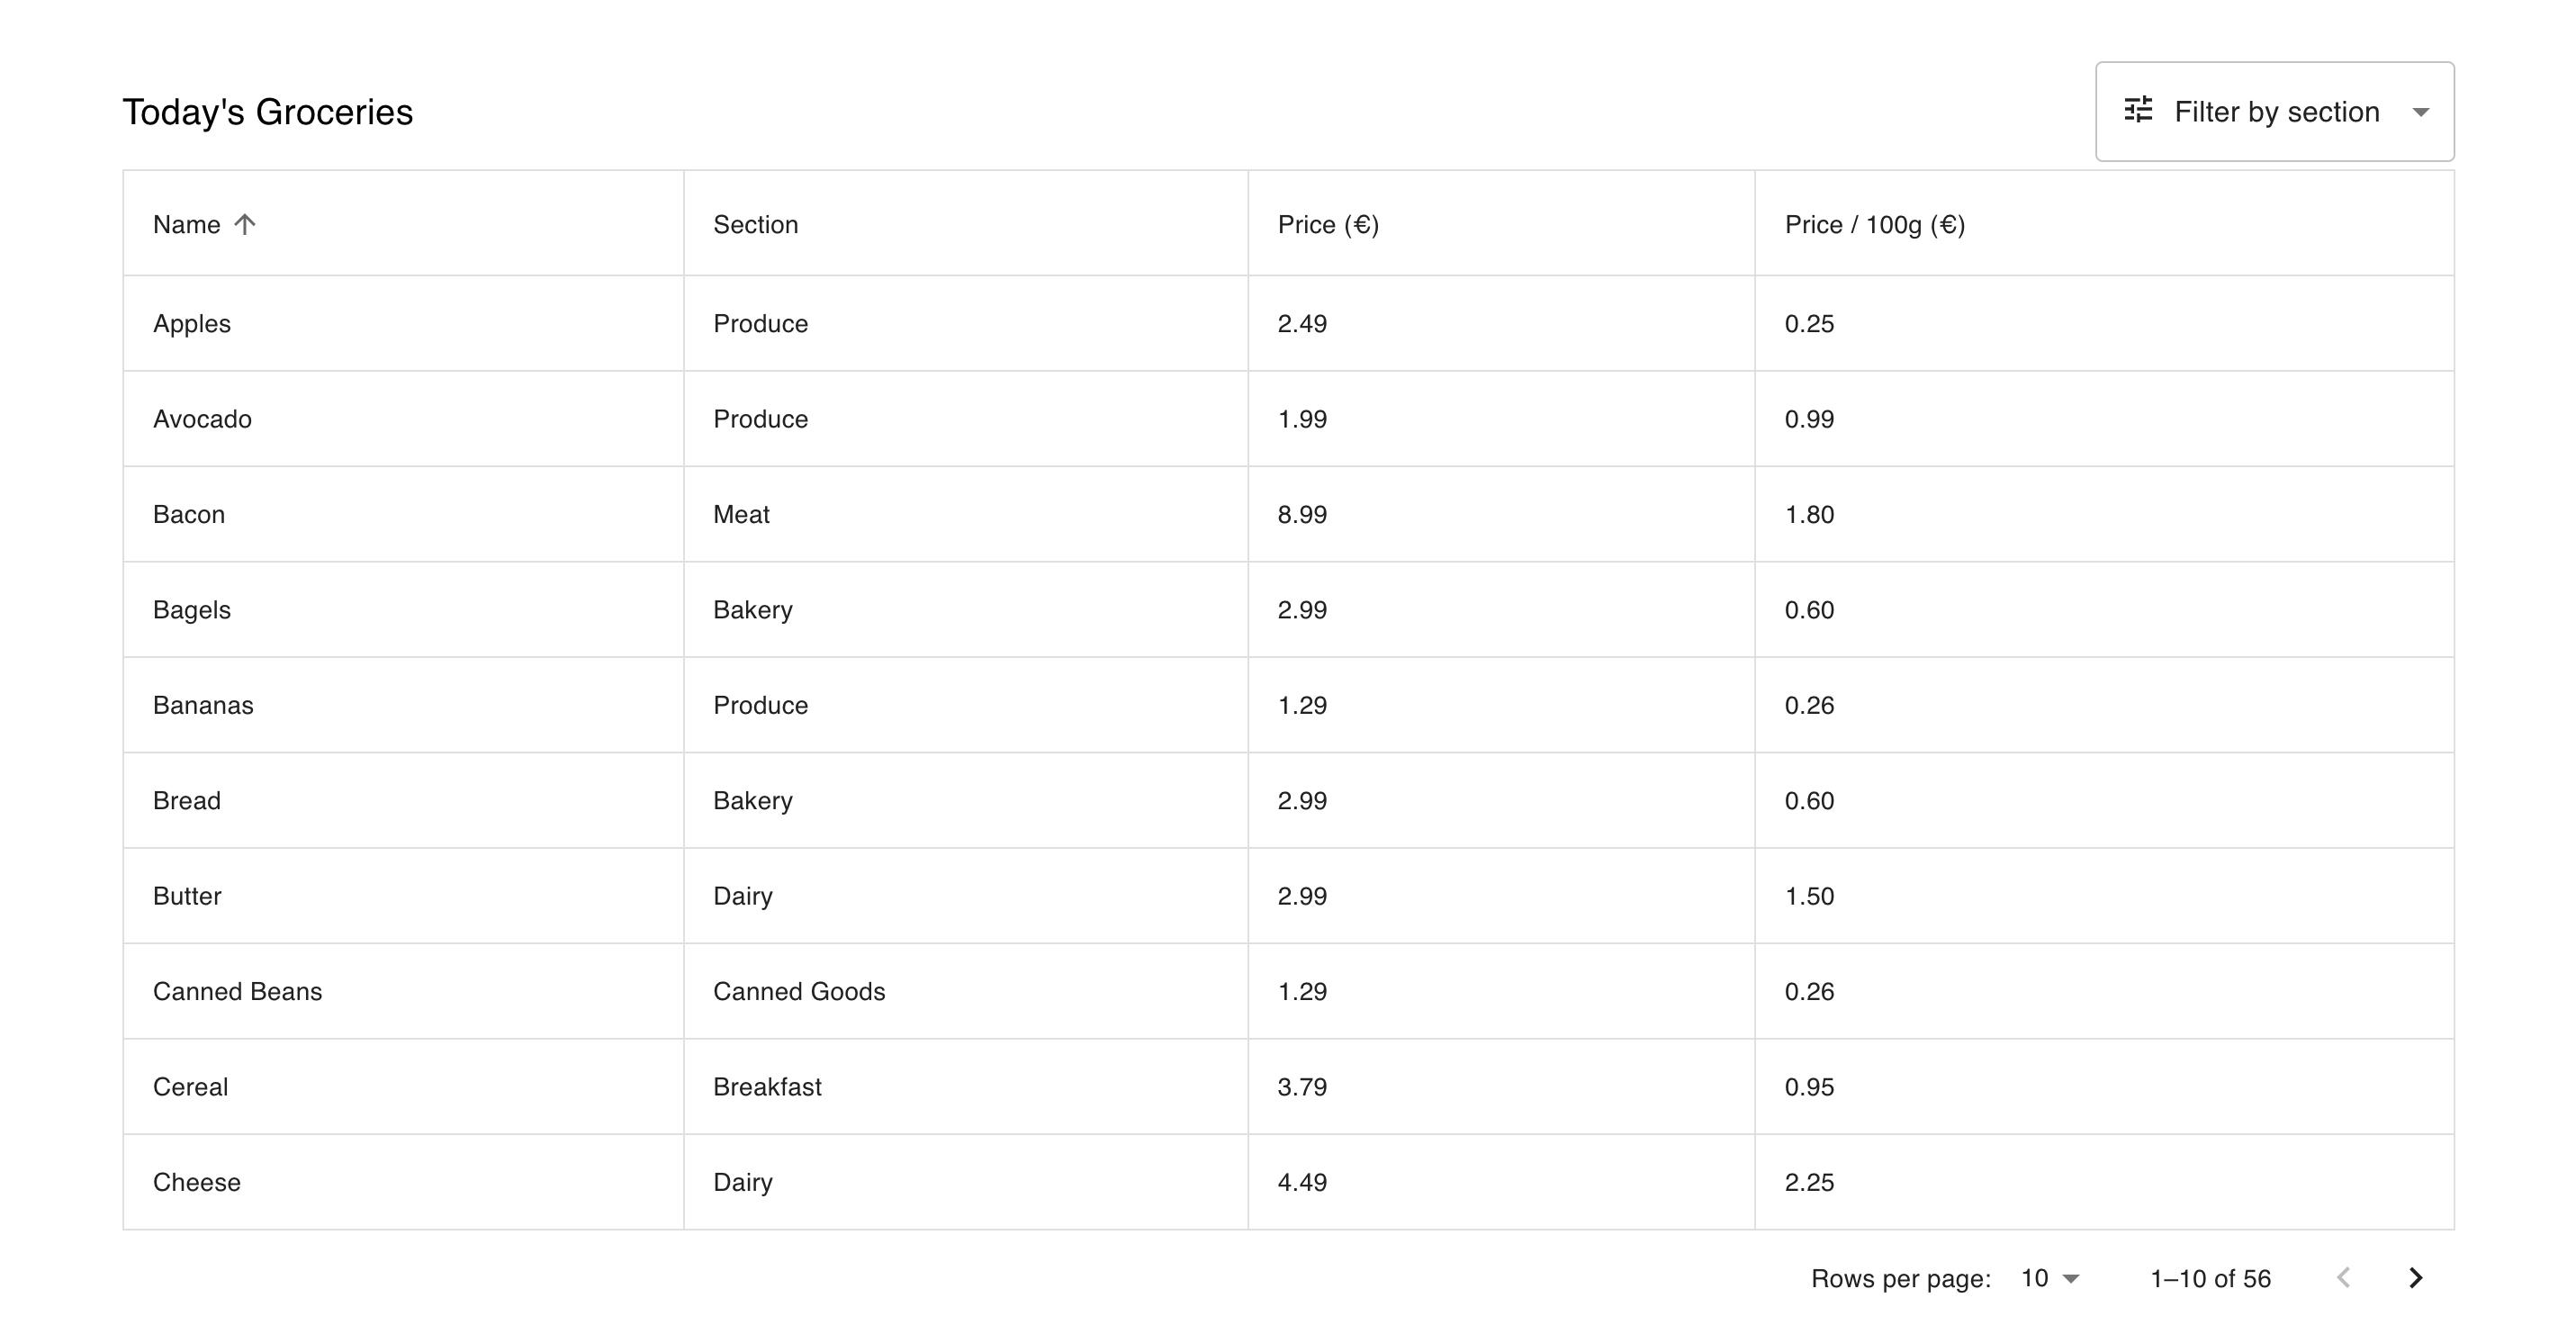 Today's Groceries
Filter by section
Name Section Price (€) Price / 100g (€)
Apples Produce 2.49 0.25
Avocado Produce 1.99 0.99
Bacon Meat 8.99 1.80
Bagels Bakery 2.99 0.60
Bananas Produce 1.29 0.26
Bread Bakery 2.99 0.60
Butter Dairy 2.99 1.50
Canned Beans Canned Goods 1.29 0.26
Cereal Breakfast 3.79 0.95
Cheese Dairy 4.49 2.25
Rows per page: 10 1–10 of 56